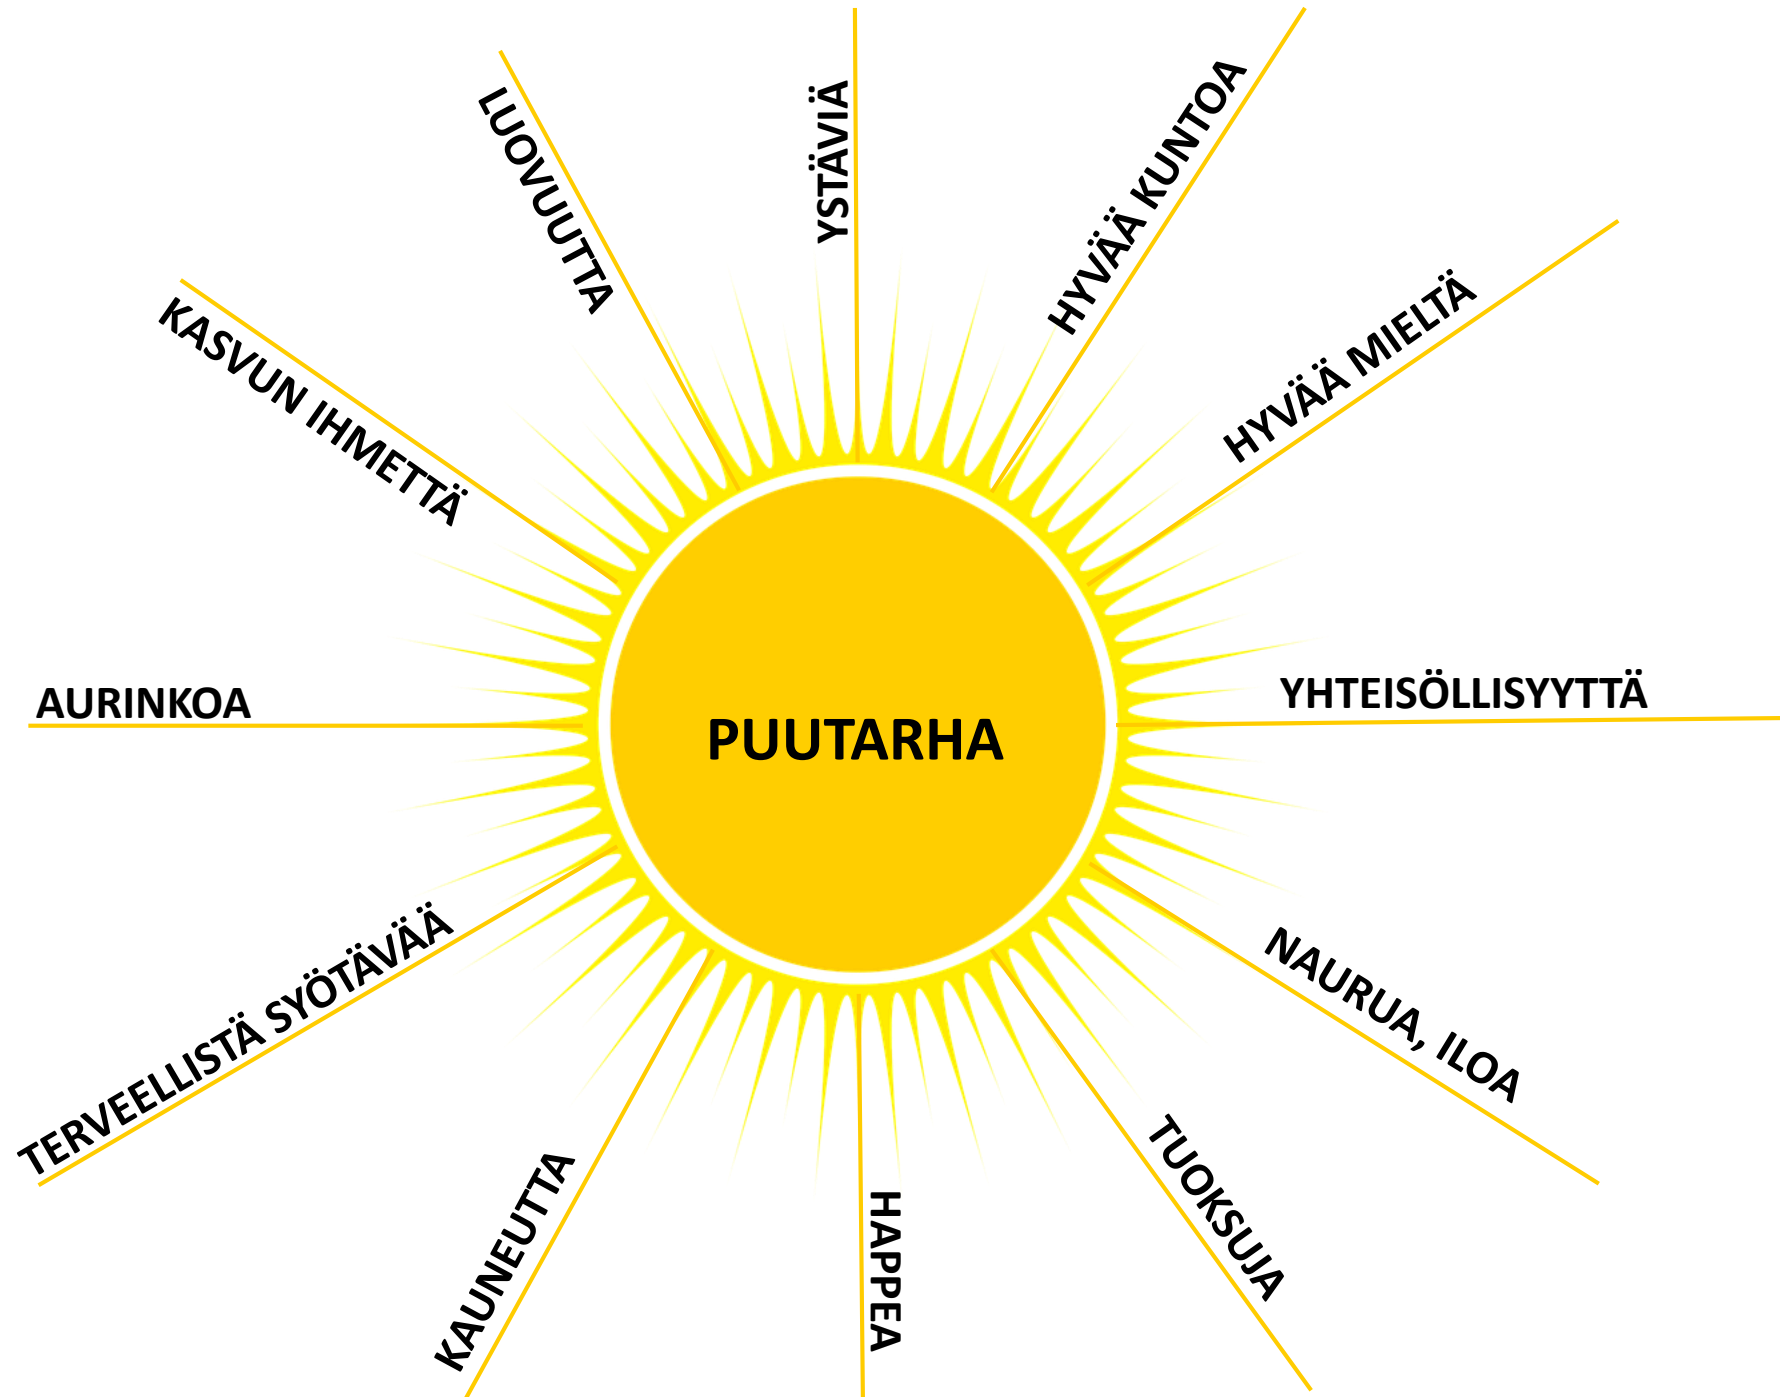 YSTÄVIÄ
HYVÄÄ KUNTOA
HYVÄÄ MIELTÄ
YHTEISÖLLISYYTTÄ
NAURUA, ILOA
TUOKSUJA
HAPPEA
KAUNEUTTA
TERVEELLISTÄ SYÖTÄVÄÄ
AURINKOA
KASVUN IHMETTÄ
LUOVUUTTA
PUUTARHA